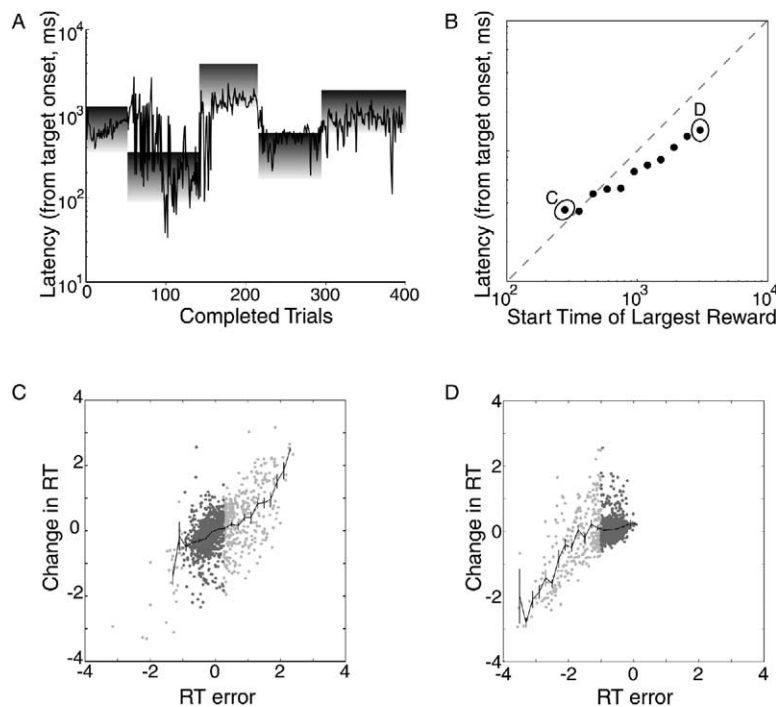 A
Latency (from target onset, ms)
10^4
10^3
10^2
10^1
0
100
200
300
400
Completed Trials
B
Latency (from target onset, ms)
D
C
10^2
10^3
10^4
Start Time of Largest Reward
C
Change in RT
4
2
0
-2
-4
-4
-2
0
2
4
RT error
D
Change in RT
4
2
0
-2
-4
-4
-2
0
2
4
RT error